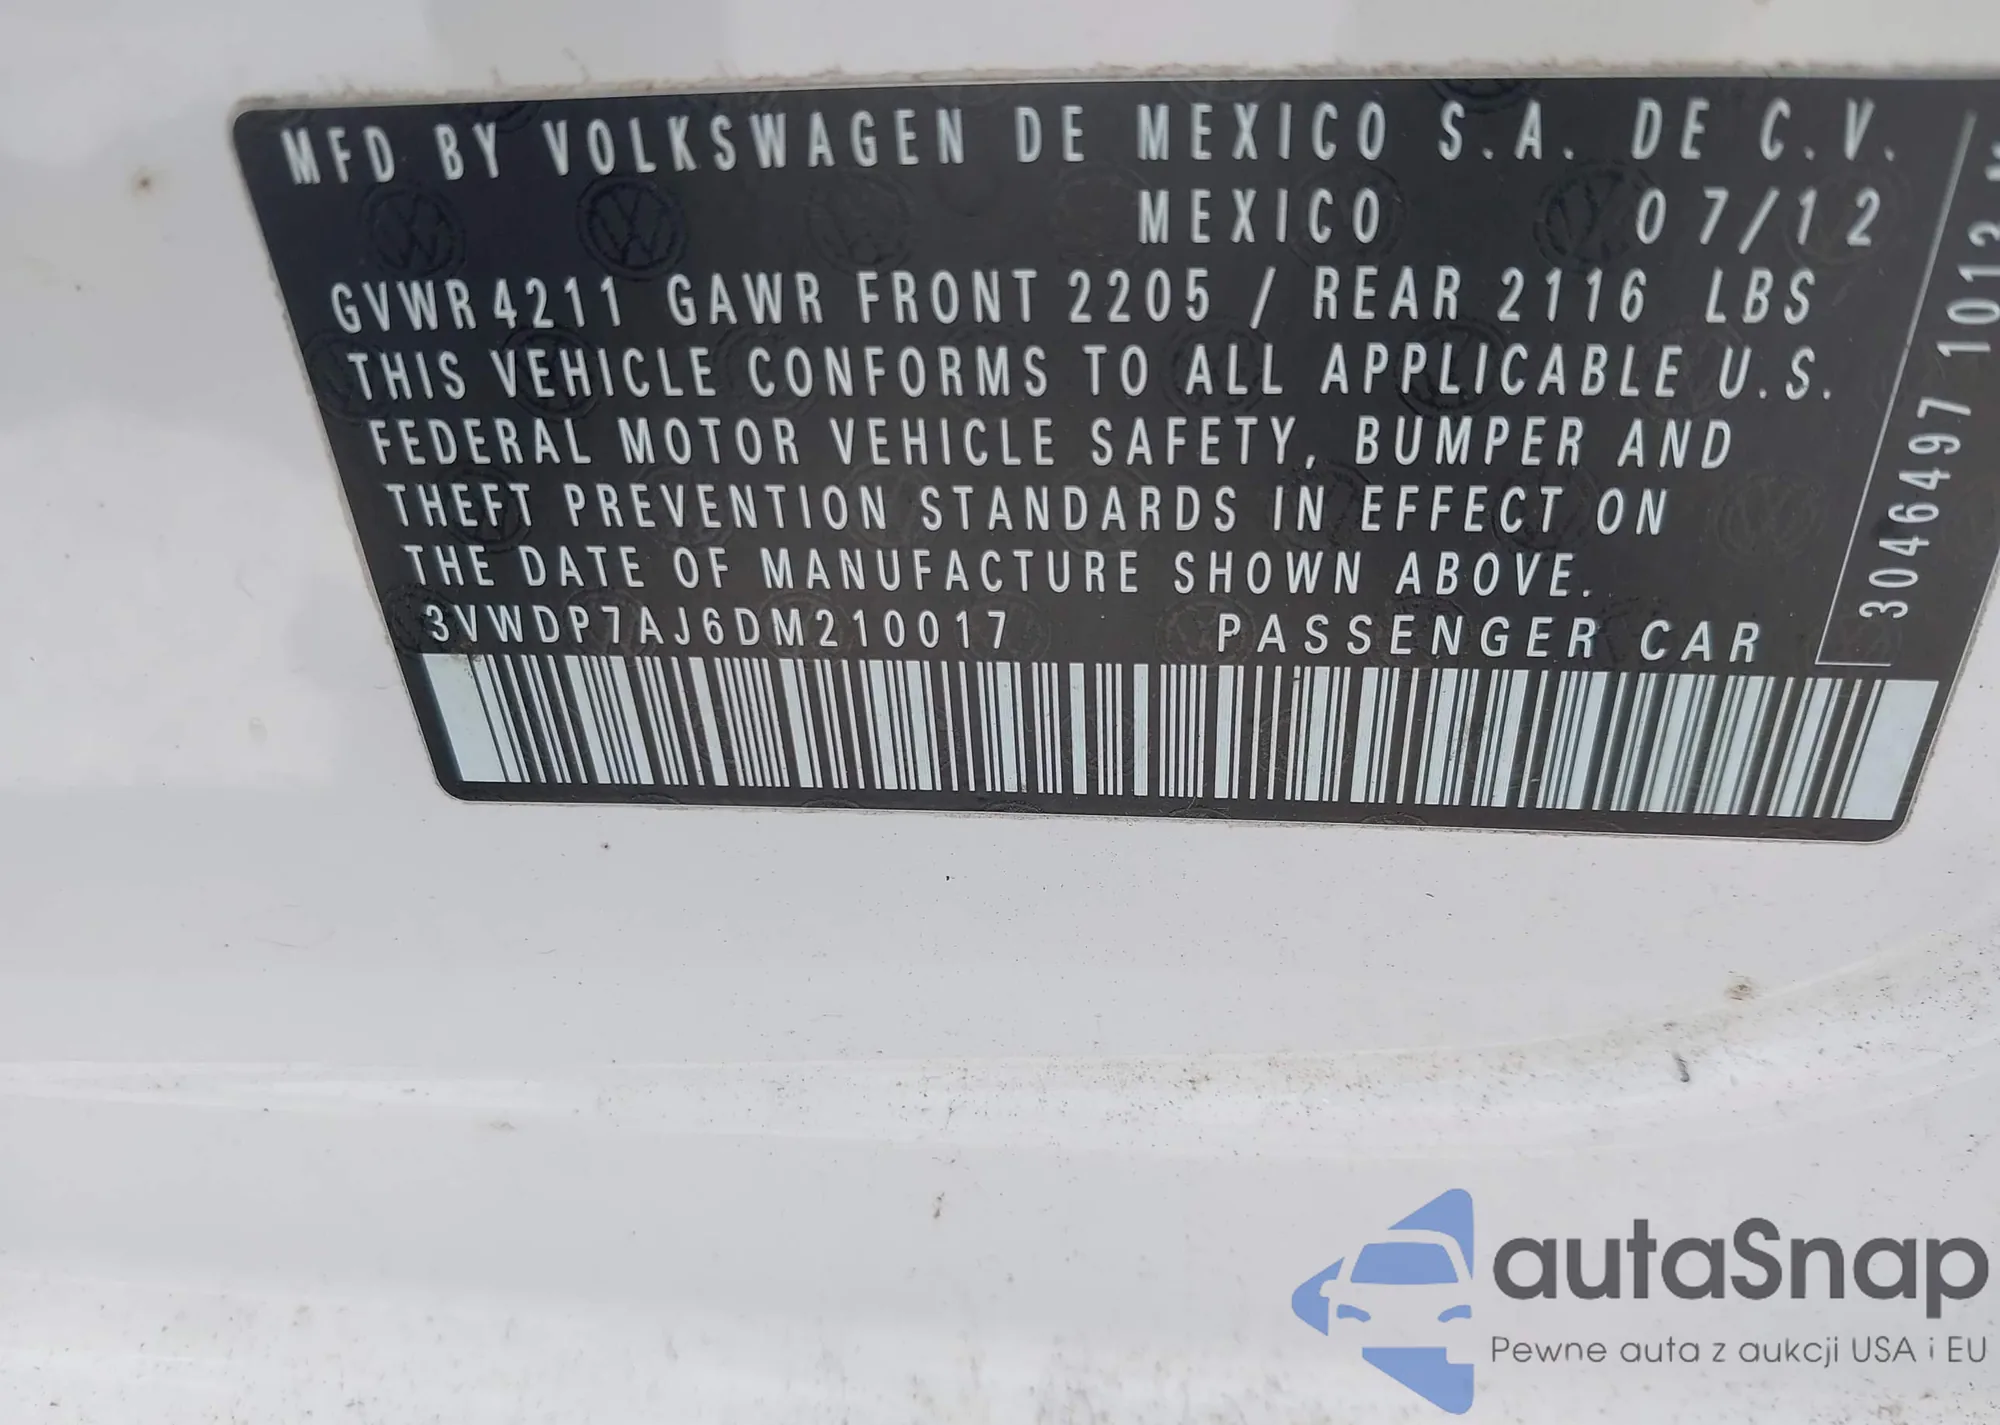 MFD BY VOLKSWAGEN DE MEXICO S.A. DE C.V.
MEXICO 07/12
GVWR 4211 GAWR FRONT 2205 / REAR 2116 LBS
THIS VEHICLE CONFORMS TO ALL APPLICABLE U.S.
FEDERAL MOTOR VEHICLE SAFETY, BUMPER AND
THEFT PREVENTION STANDARDS IN EFFECT ON
THE DATE OF MANUFACTURE SHOWN ABOVE.
3VWDP7AJ6DM210017 PASSENGER CAR
3046497 1013
autaSnap
Pewne auta z aukcji USA i EU